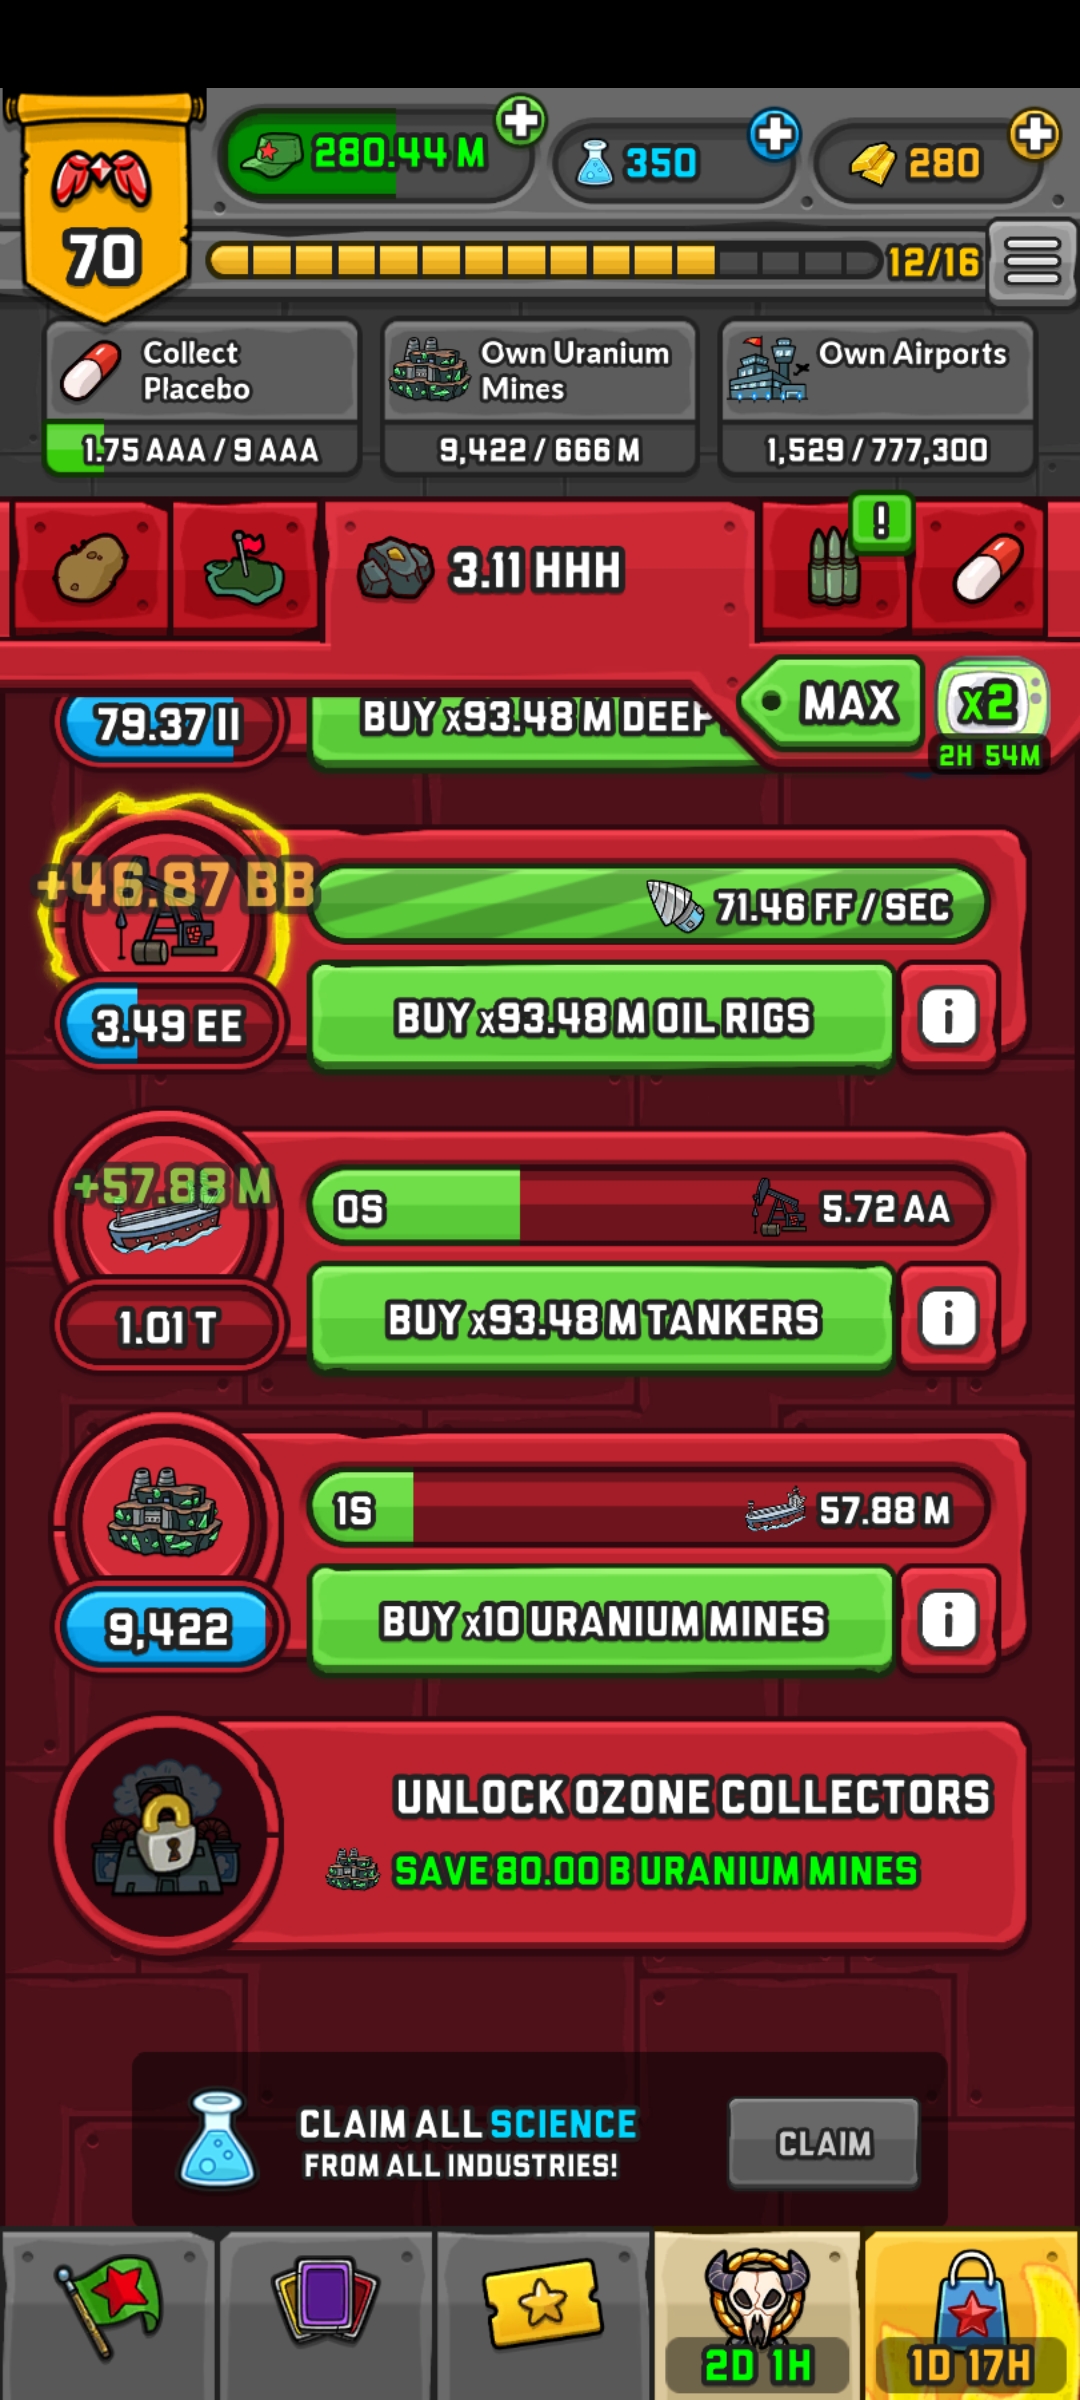 280.44 M
350
280
70
12/16
Collect
Placebo
Own Uranium
Mines
Own Airports
1.75 AAA / 9 AAA
9,422 / 666 M
1,529 / 777,300
3.11 HHH
!
MAX
x2
2H 54M
79.37 II
BUY x93.48 M DEEP
+46.87 BB
71.46 FF / SEC
3.49 EE
BUY x93.48 M OIL RIGS
i
+57.88 M
0S
5.72 AA
1.01 T
BUY x93.48 M TANKERS
i
1S
57.88 M
9,422
BUY x10 URANIUM MINES
i
UNLOCK OZONE COLLECTORS
SAVE 80.00 B URANIUM MINES
CLAIM ALL SCIENCE
FROM ALL INDUSTRIES!
CLAIM
2D 1H
1D 17H